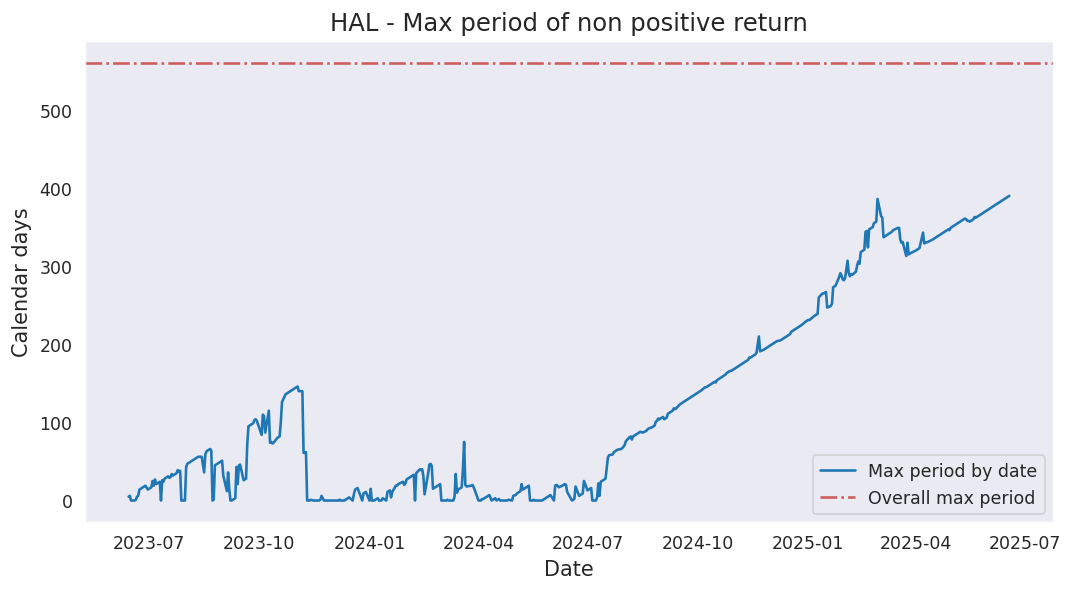 HAL - Max period of non positive return
Calendar days
500
400
300
200
100
0
2023-07 2023-10 2024-01 2024-04 2024-07 2024-10 2025-01 2025-04 2025-07
Date
Max period by date
Overall max period